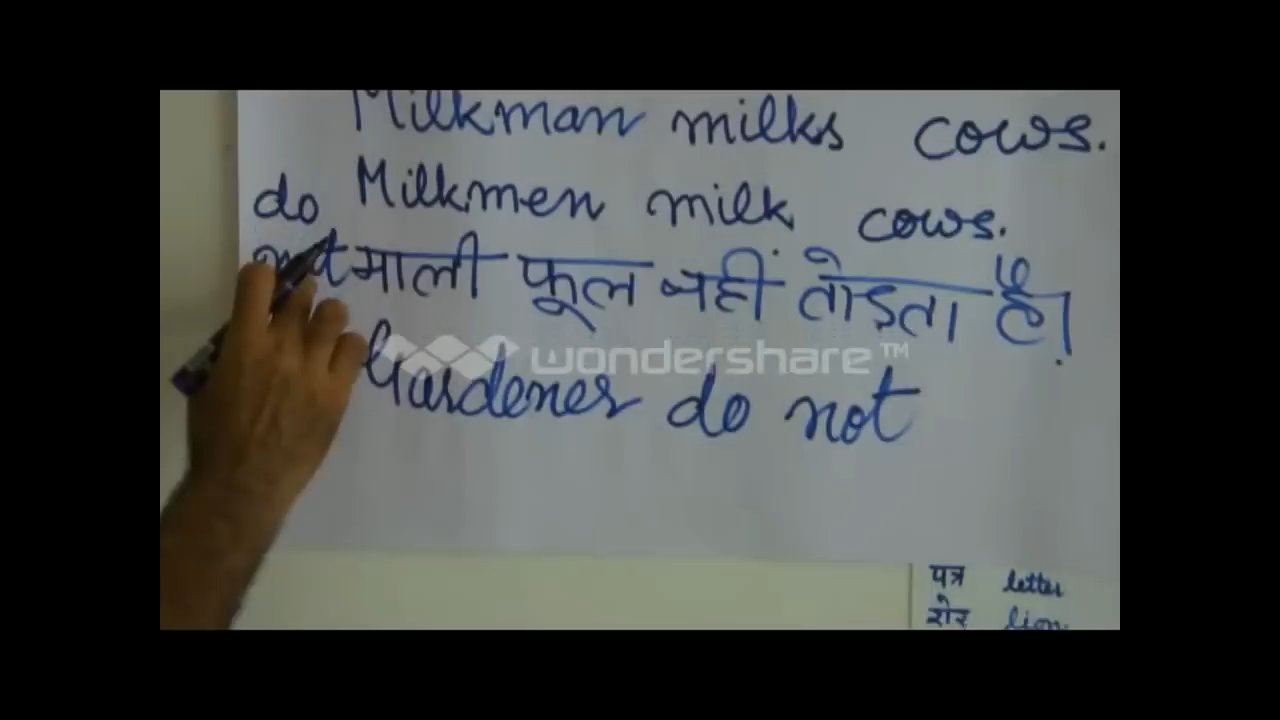 Milkman milks cows.
do Milkmen milk cows.
माली फूल नहीं तोड़ता है।
wondershare™
Gardener do not
पत्र letter
शेर lion